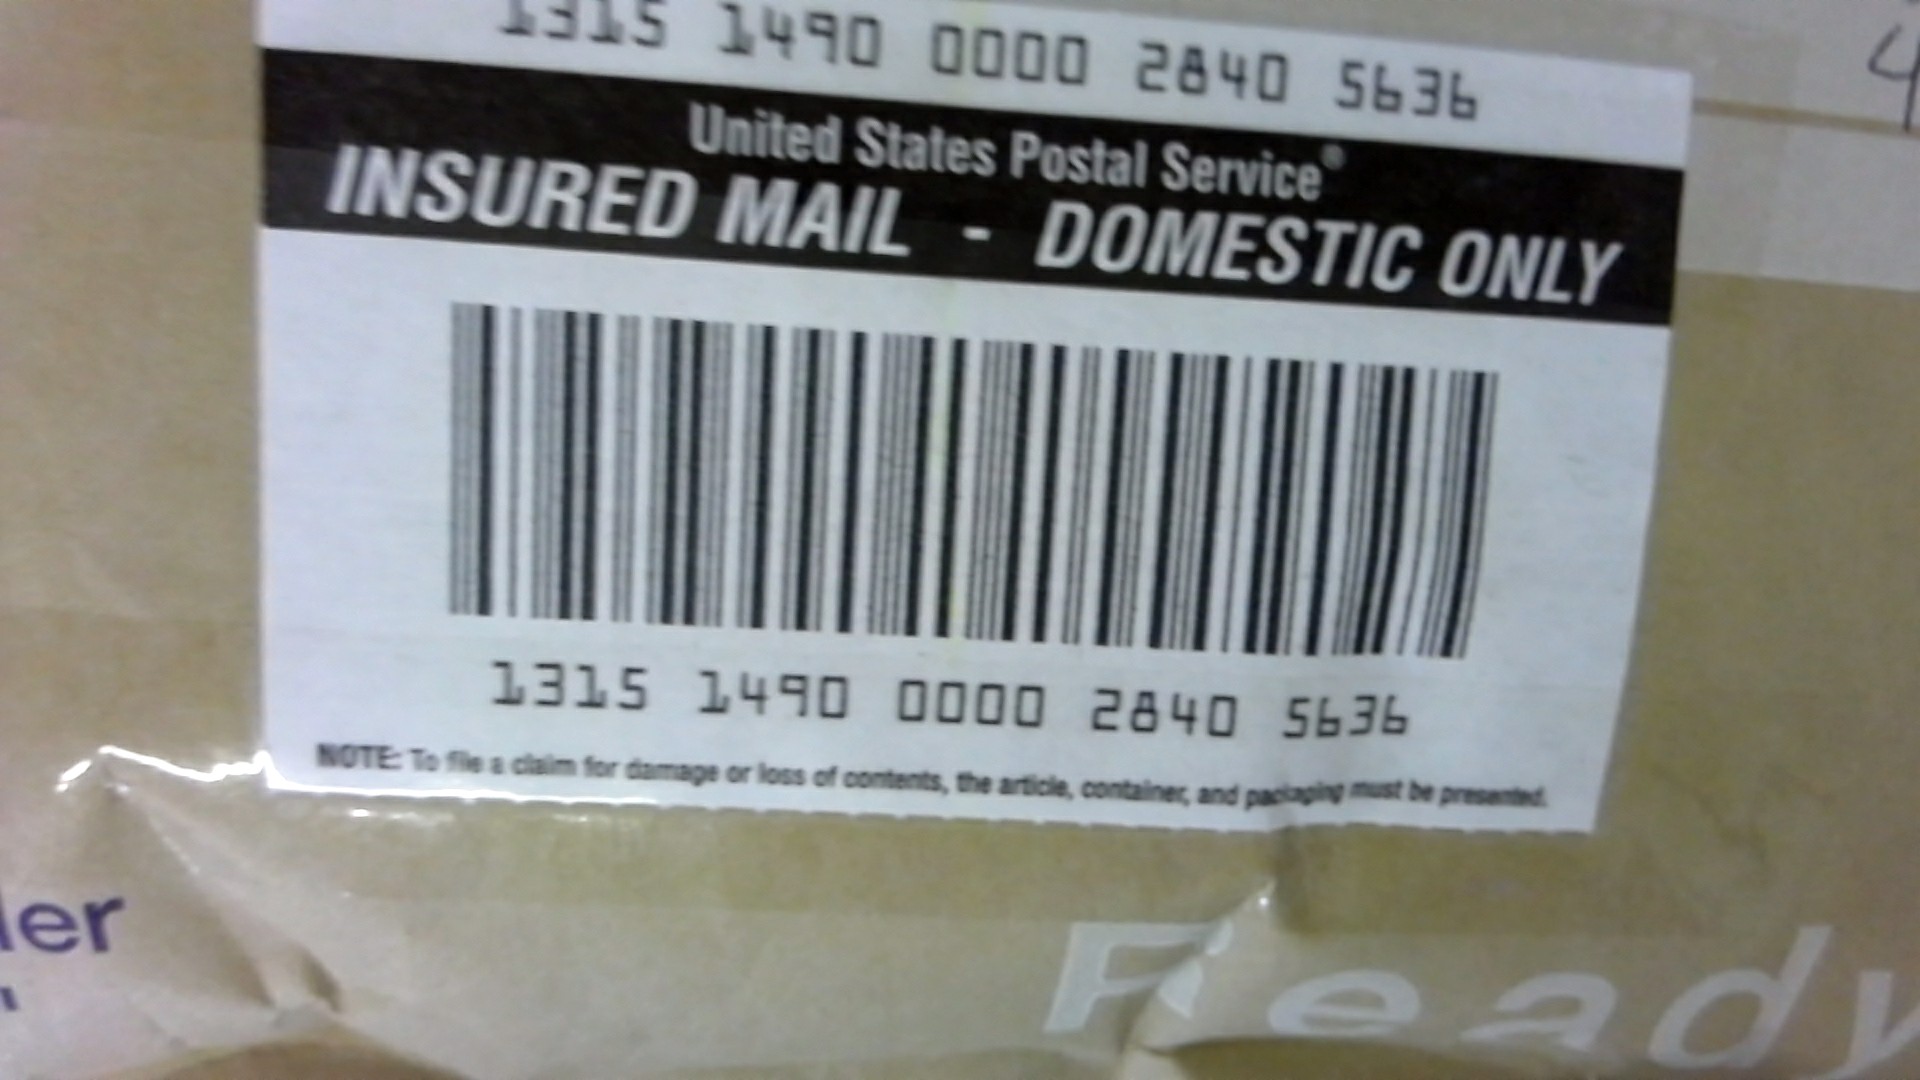 4
1315 1490 0000 2840 5636
United States Postal Service®
INSURED MAIL - DOMESTIC ONLY
1315 1490 0000 2840 5636
NOTE: To file a claim for damage or loss of contents, the article, container, and packaging must be presented.
ler
Ready